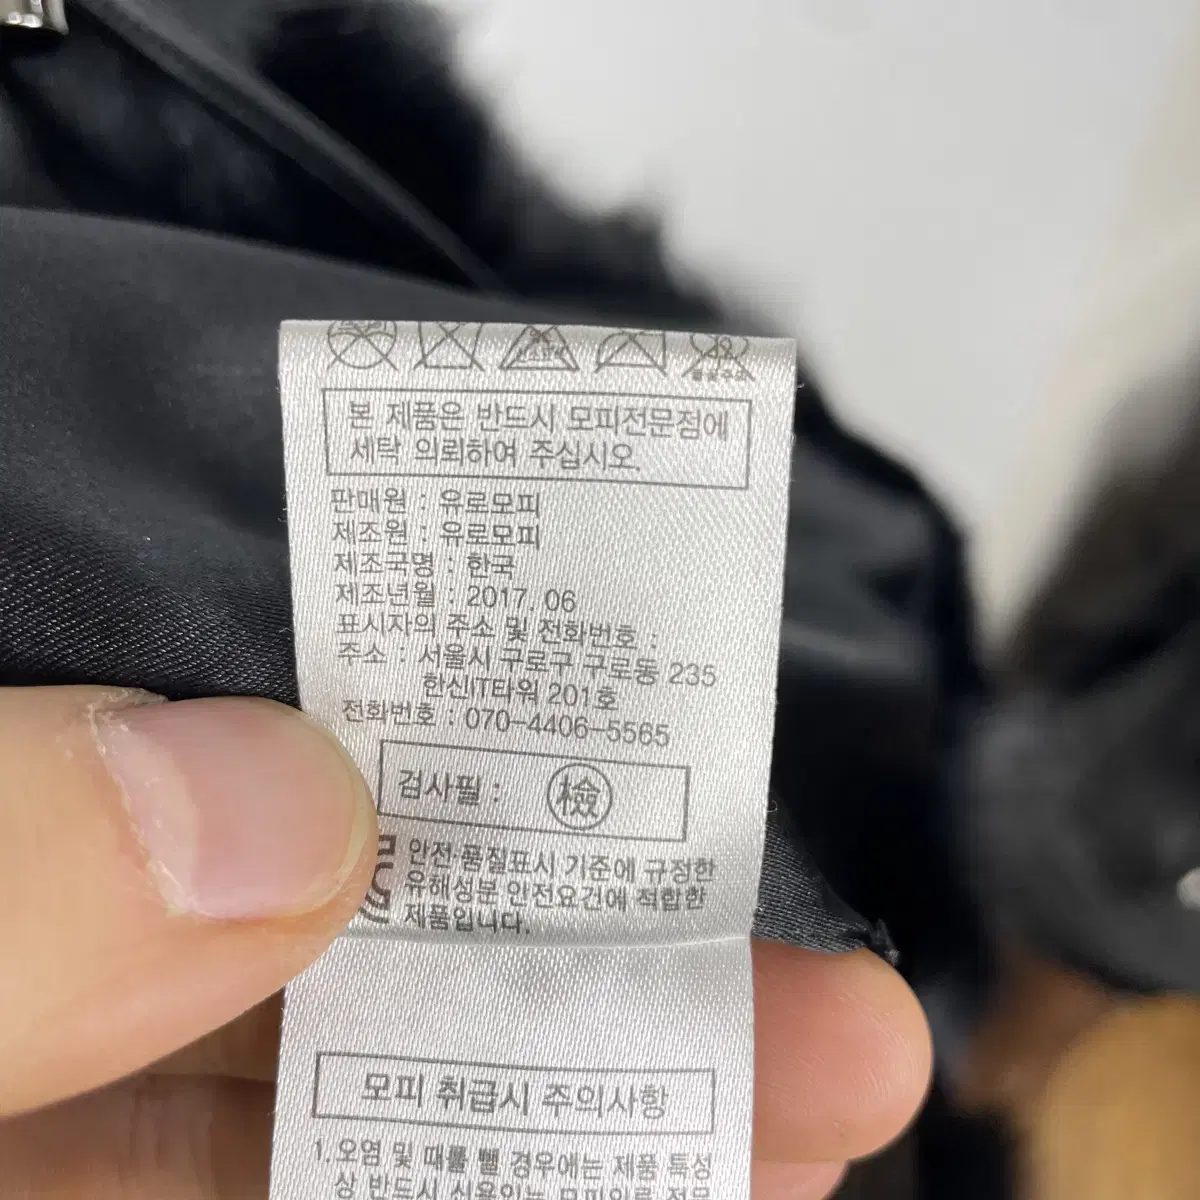 본 제품은 반드시 모피전문점에
세탁 의뢰하여 주십시오.
판매원 : 유로모피
제조원 : 유로모피
제조국명 : 한국
제조년월 : 2017. 06
표시자의 주소 및 전화번호 :
주소 : 서울시 구로구 구로동 235
한신IT타워 201호
전화번호 : 070-4406-5565
검사필 : 檢
안전·품질표시 기준에 규정한
유해성분 안전요건에 적합한
제품입니다.
모피 취급시 주의사항
1. 오염 및 때를 뺄 경우에는 제품 특성
상 반드시